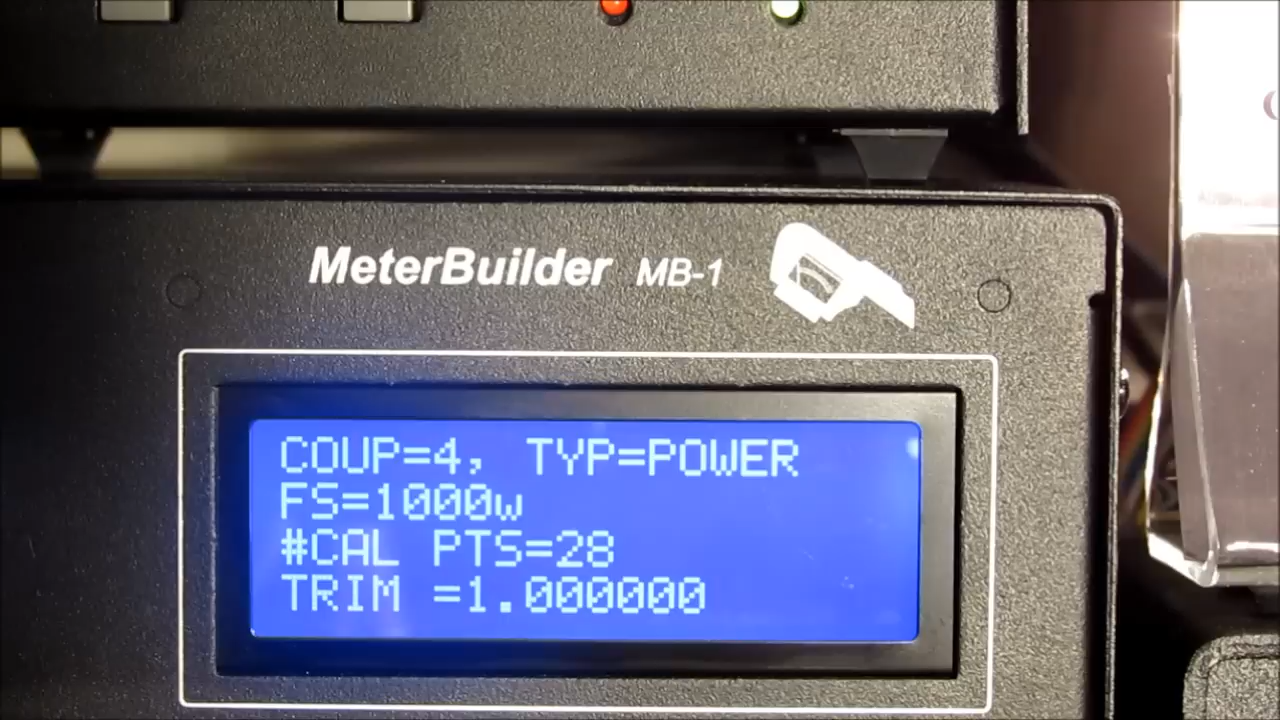 MeterBuilder MB-1
COUP=4, TYP=POWER
FS=1000w
#CAL PTS=28
TRIM =1.000000